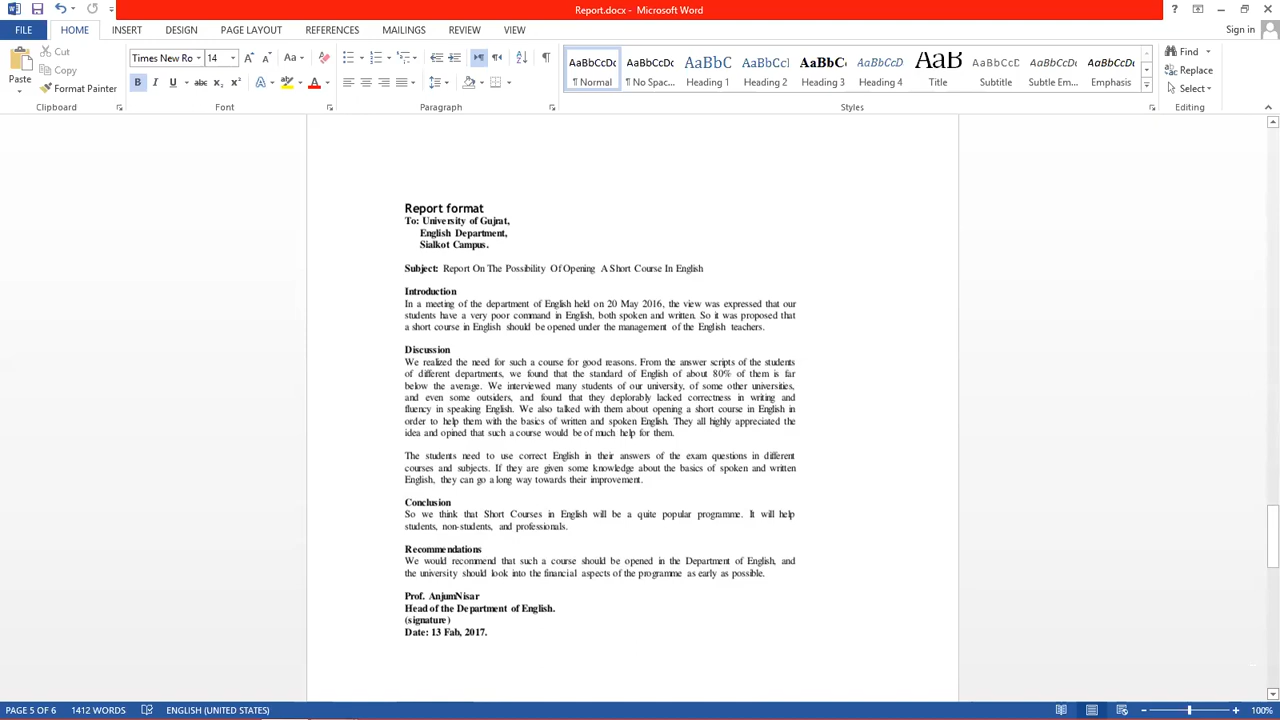 Report.docx - Microsoft Word
?
FILE HOME INSERT DESIGN PAGE LAYOUT REFERENCES MAILINGS REVIEW VIEW Sign in
Paste
Cut
Copy
Format Painter
Clipboard
Times New Ro 14 Aa
B I U abc x₂ x² A ab A
Font
Paragraph
AaBbCcDc AaBbCcDc AaBbC AaBbCcD AaBbC AaBbCcD AaB AaBbCcD AaBbCcDc AaBbCcDc
¶ Normal ¶ No Spac... Heading 1 Heading 2 Heading 3 Heading 4 Title Subtitle Subtle Em... Emphasis
Styles
Find
Replace
Select
Editing
Report format
To: University of Gujrat,
English Department,
Sialkot Campus.
Subject: Report On The Possibility Of Opening A Short Course In English
Introduction
In a meeting of the department of English held on 20 May 2016, the view was expressed that our
students have a very poor command in English, both spoken and written. So it was proposed that
a short course in English should be opened under the management of the English teachers.
Discussion
We realized the need for such a course for good reasons. From the answer scripts of the students
of different departments, we found that the standard of English of about 80% of them is far
below the average. We interviewed many students of our university, of some other universities,
and even some outsiders, and found that they deplorably lacked correctness in writing and
fluency in speaking English. We also talked with them about opening a short course in English in
order to help them with the basics of written and spoken English. They all highly appreciated the
idea and opined that such a course would be of much help for them.
The students need to use correct English in their answers of the exam questions in different
courses and subjects. If they are given some knowledge about the basics of spoken and written
English, they can go a long way towards their improvement.
Conclusion
So we think that Short Courses in English will be a quite popular programme. It will help
students, non-students, and professionals.
Recommendations
We would recommend that such a course should be opened in the Department of English, and
the university should look into the financial aspects of the programme as early as possible.
Prof. AnjumNisar
Head of the Department of English.
(signature)
Date: 13 Fab, 2017.
PAGE 5 OF 6 1412 WORDS ENGLISH (UNITED STATES) 100%